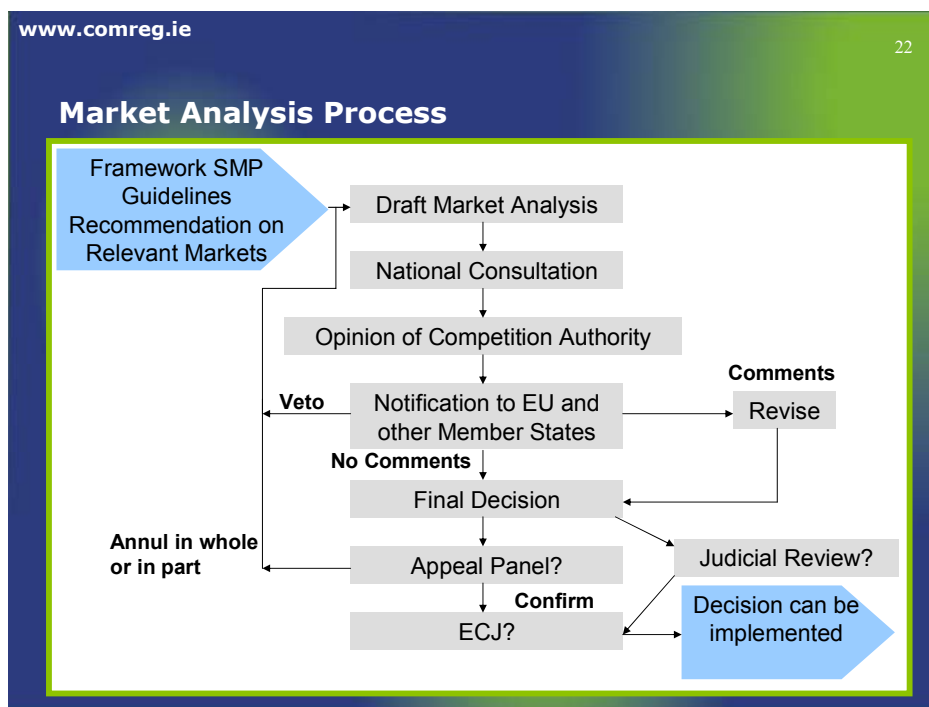 www.comreg.ie
22
Market Analysis Process
Framework SMP
Guidelines
Recommendation on
Relevant Markets
Draft Market Analysis
National Consultation
Opinion of Competition Authority
Comments
Veto
Notification to EU and
other Member States
Revise
No Comments
Final Decision
Annul in whole
or in part
Appeal Panel?
Judicial Review?
Confirm
ECJ?
Decision can be
implemented